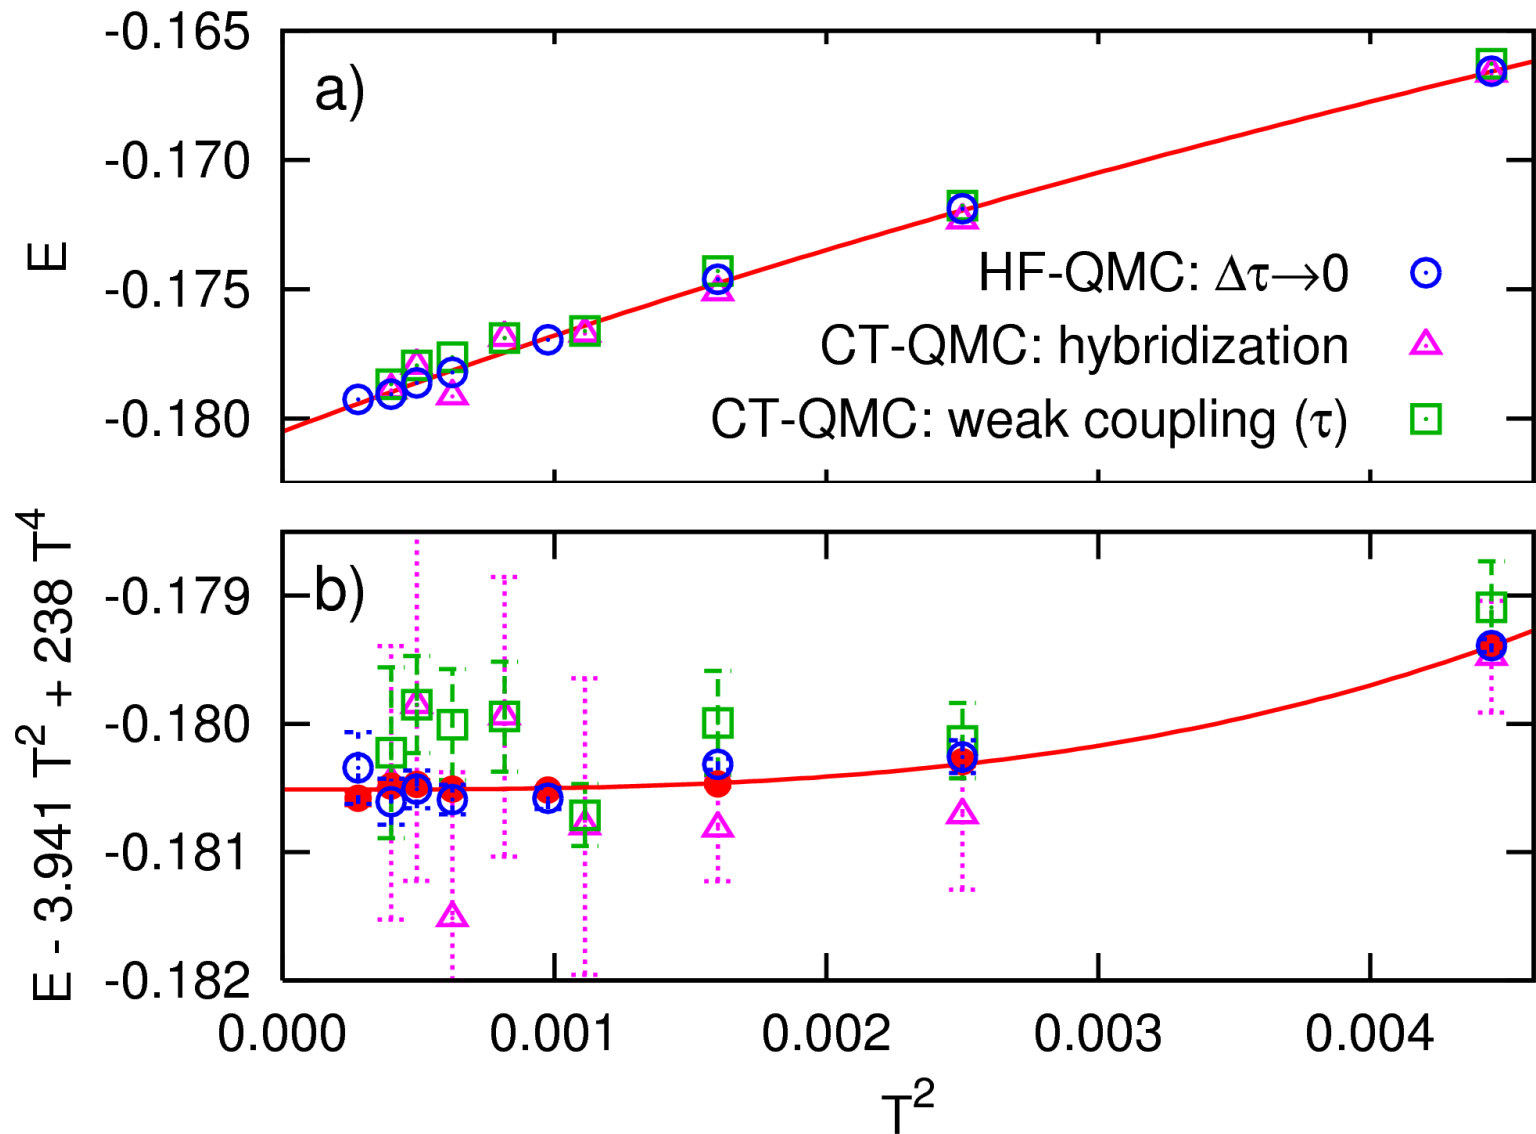 -0.165
a)
-0.170
E
-0.175
HF-QMC: Δτ→0
CT-QMC: hybridization
-0.180
CT-QMC: weak coupling (τ)
E - 3.941 T² + 238 T⁴
b)
-0.179
-0.180
-0.181
-0.182
0.000 0.001 0.002 0.003 0.004
T²